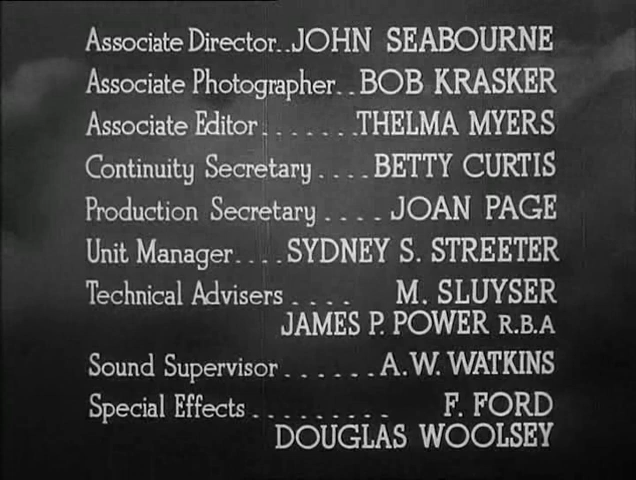 Associate Director..JOHN SEABOURNE
Associate Photographer..BOB KRASKER
Associate Editor.......THELMA MYERS
Continuity Secretary....BETTY CURTIS
Production Secretary....JOAN PAGE
Unit Manager....SYDNEY S. STREETER
Technical Advisers.... M. SLUYSER
JAMES P. POWER R.B.A
Sound Supervisor......A.W. WATKINS
Special Effects......... F. FORD
DOUGLAS WOOLSEY